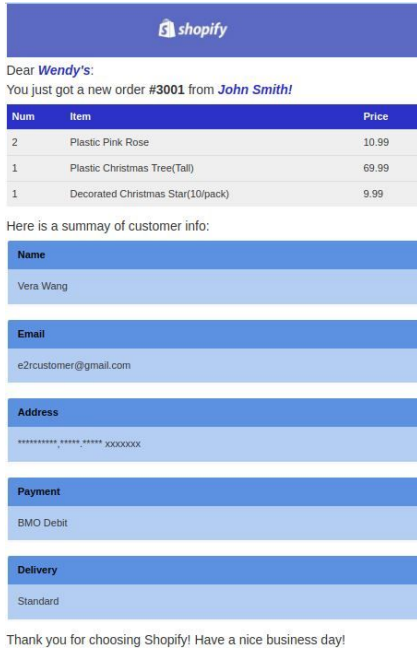 shopify
Dear Wendy's:
You just got a new order #3001 from John Smith!
Num Item Price
2 Plastic Pink Rose 10.99
1 Plastic Christmas Tree(Tall) 69.99
1 Decorated Christmas Star(10/pack) 9.99
Here is a summay of customer info:
Name
Vera Wang
Email
e2rcustomer@gmail.com
Address
**********,*****-***** xxxxxxx
Payment
BMO Debit
Delivery
Standard
Thank you for choosing Shopify! Have a nice business day!